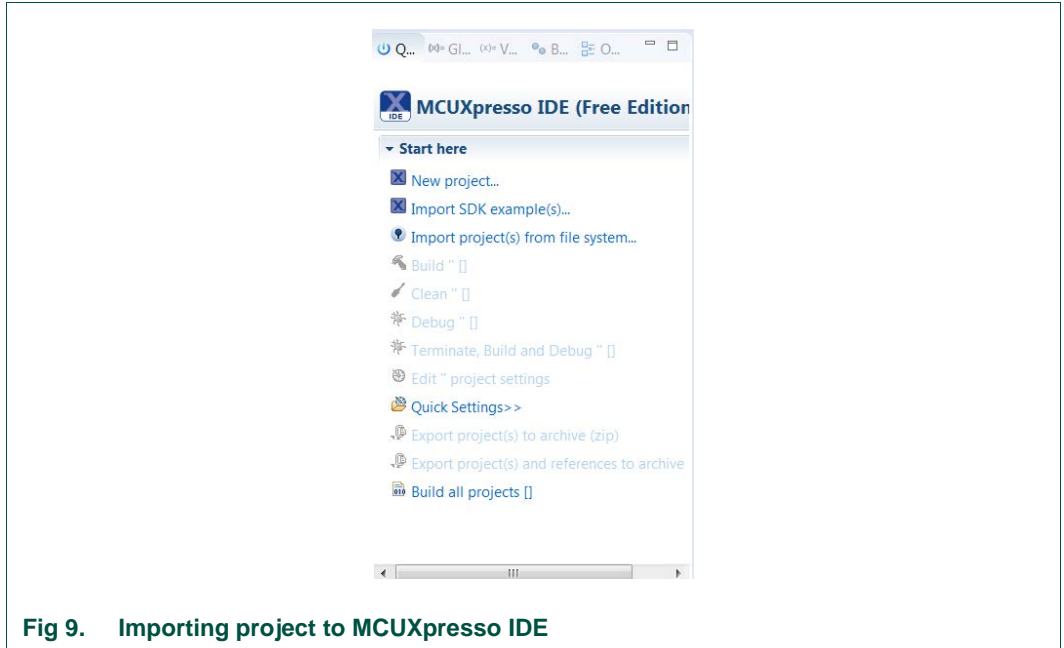 Q... (x)= Gl... (x)= V... B... O...
IDE MCUXpresso IDE (Free Edition
Start here
New project...
Import SDK example(s)...
Import project(s) from file system...
Build '' []
Clean '' []
Debug '' []
Terminate, Build and Debug '' []
Edit '' project settings
Quick Settings>>
Export project(s) to archive (zip)
Export project(s) and references to archive
010 Build all projects []
Fig 9. Importing project to MCUXpresso IDE